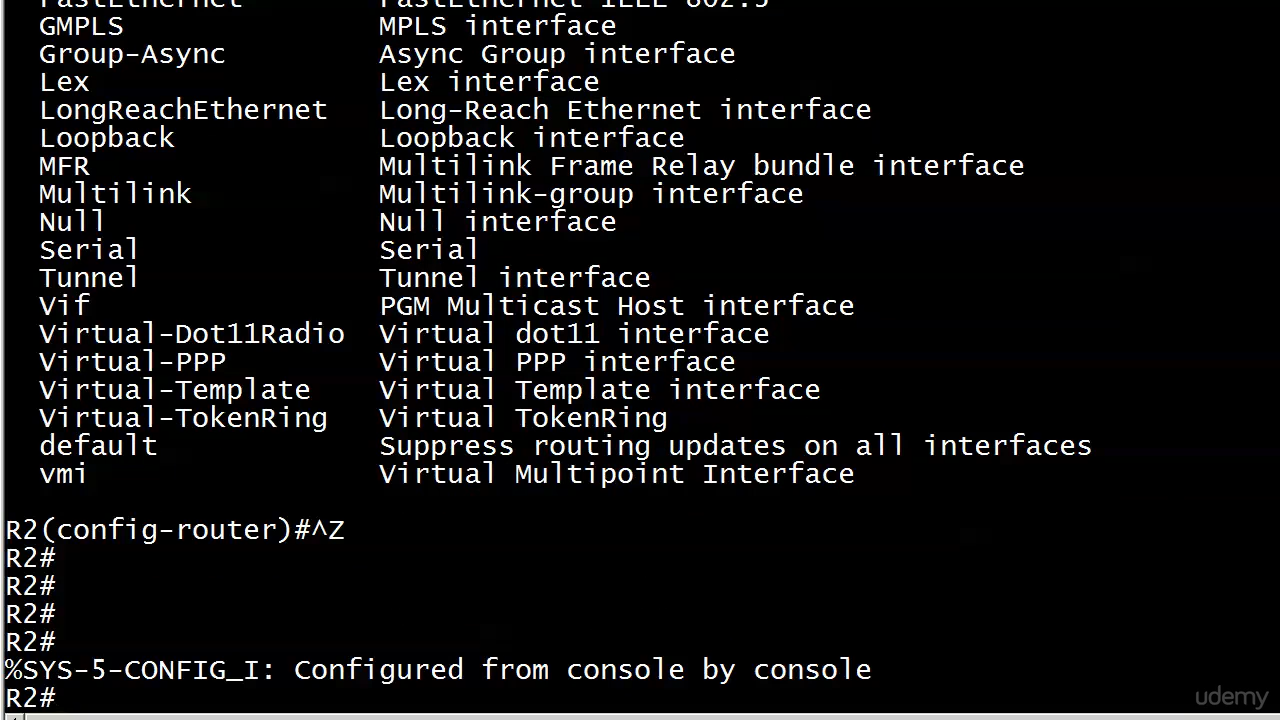 FastEthernet        FastEthernet IEEE 802.3
GMPLS               MPLS interface
Group-Async         Async Group interface
Lex                 Lex interface
LongReachEthernet   Long-Reach Ethernet interface
Loopback            Loopback interface
MFR                 Multilink Frame Relay bundle interface
Multilink           Multilink-group interface
Null                Null interface
Serial              Serial
Tunnel              Tunnel interface
Vif                 PGM Multicast Host interface
Virtual-Dot11Radio  Virtual dot11 interface
Virtual-PPP         Virtual PPP interface
Virtual-Template    Virtual Template interface
Virtual-TokenRing   Virtual TokenRing
default             Suppress routing updates on all interfaces
vmi                 Virtual Multipoint Interface
R2(config-router)#^Z
R2#
R2#
R2#
R2#
%SYS-5-CONFIG_I: Configured from console by console
R2#
udemy